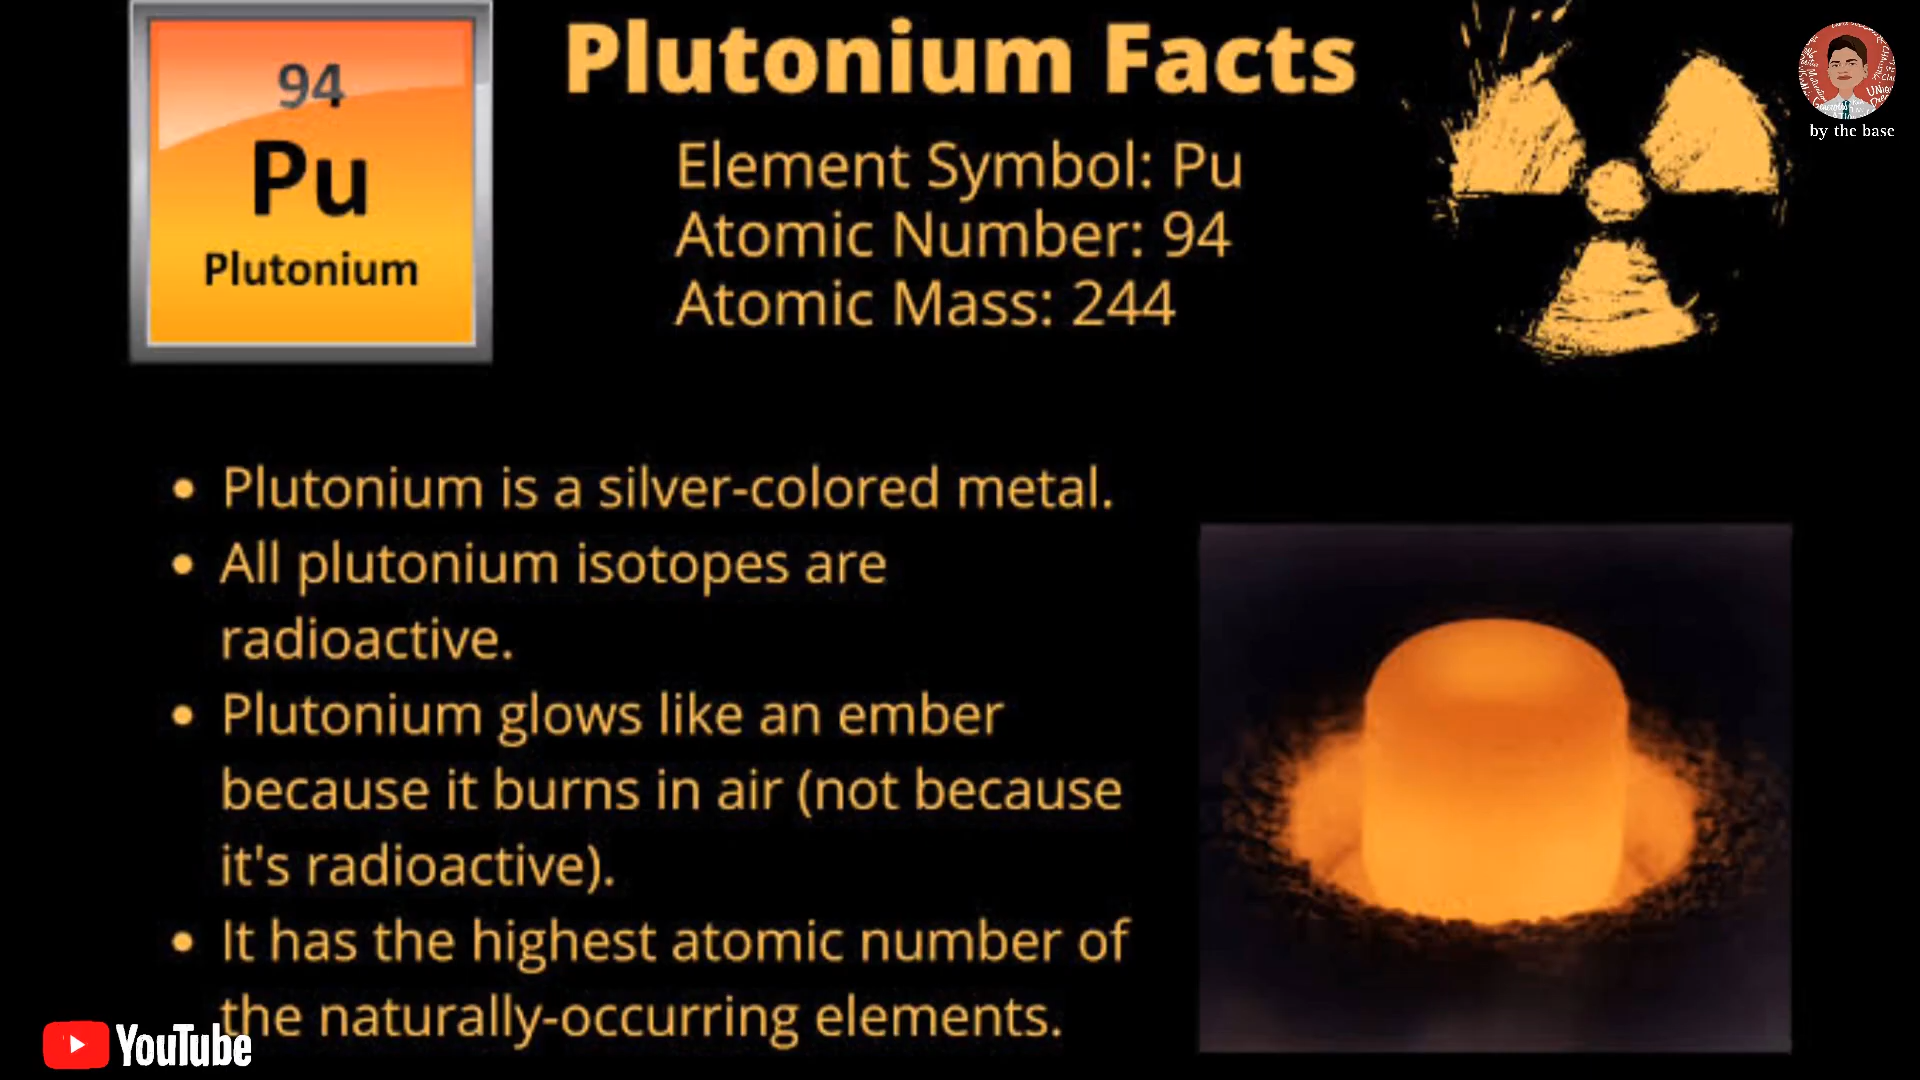 94
Pu
Plutonium
Plutonium Facts
Element Symbol: Pu
Atomic Number: 94
Atomic Mass: 244
by the base
• Plutonium is a silver-colored metal.
• All plutonium isotopes are
radioactive.
• Plutonium glows like an ember
because it burns in air (not because
it's radioactive).
• It has the highest atomic number of
the naturally-occurring elements.
YouTube